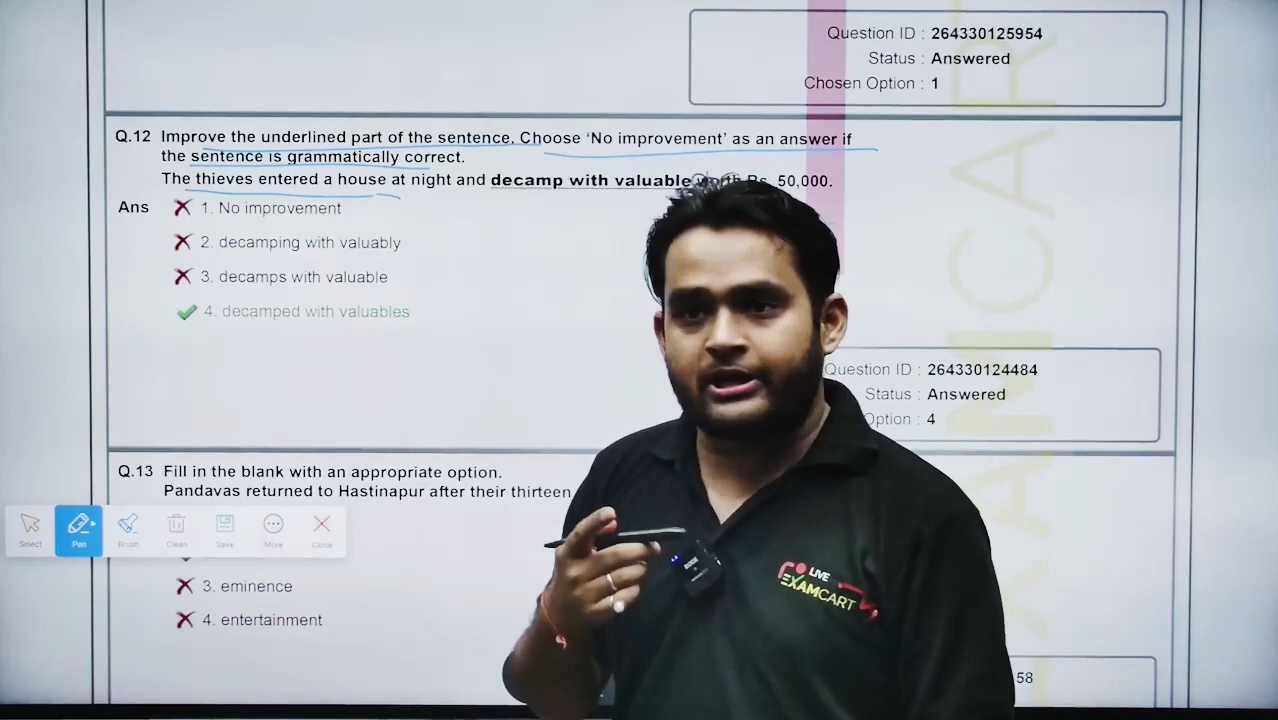 Question ID : 264330125954
Status : Answered
Chosen Option : 1
Q.12 Improve the underlined part of the sentence. Choose ‘No improvement’ as an answer if
the sentence is grammatically correct.
The thieves entered a house at night and decamp with valuable worth Rs. 50,000.
Ans 1. No improvement
2. decamping with valuably
3. decamps with valuable
4. decamped with valuables
Question ID : 264330124484
Status : Answered
Option : 4
Q.13 Fill in the blank with an appropriate option.
Pandavas returned to Hastinapur after their thirteen
Select Pen Brush Clean Save More Close
3. eminence
4. entertainment
58
LIVE
EXAMCART
EXAMCART